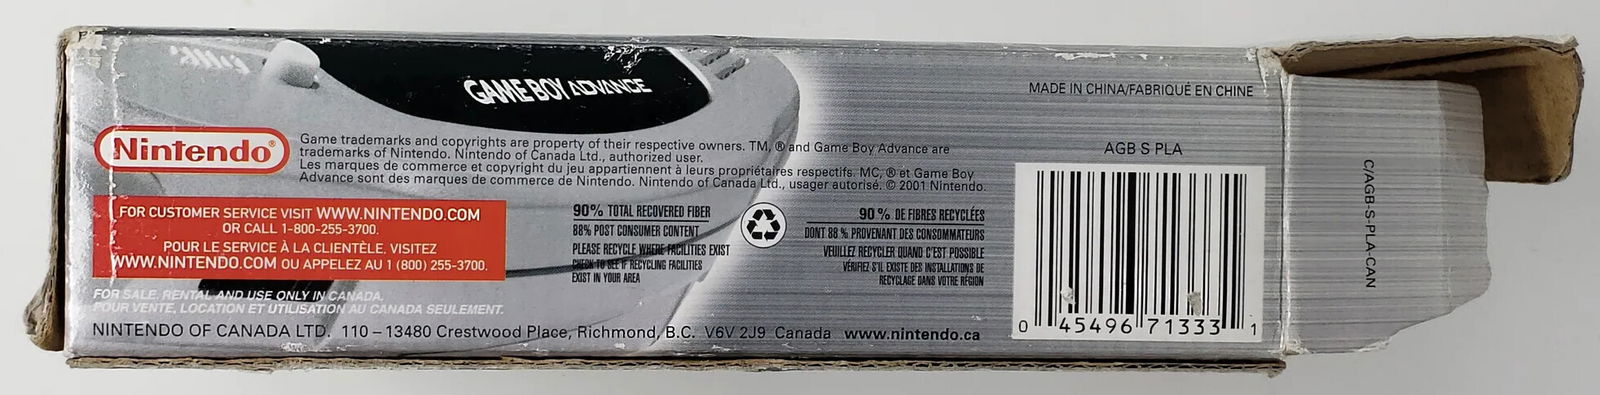 GAME BOY ADVANCE
MADE IN CHINA/FABRIQUÉ EN CHINE
Nintendo®
Game trademarks and copyrights are property of their respective owners. TM, ® and Game Boy Advance are
trademarks of Nintendo. Nintendo of Canada Ltd., authorized user.
Les marques de commerce et copyright du jeu appartiennent à leurs propriétaires respectifs. MC, ® et Game Boy
Advance sont des marques de commerce de Nintendo. Nintendo of Canada Ltd., usager autorisé. © 2001 Nintendo.
AGB S PLA
FOR CUSTOMER SERVICE VISIT WWW.NINTENDO.COM
OR CALL 1-800-255-3700.
POUR LE SERVICE À LA CLIENTÈLE, VISITEZ
WWW.NINTENDO.COM OU APPELEZ AU 1 (800) 255-3700.
90% TOTAL RECOVERED FIBER
88% POST CONSUMER CONTENT
PLEASE RECYCLE WHERE FACILITIES EXIST
CHECK TO SEE IF RECYCLING FACILITIES
EXIST IN YOUR AREA
90 % DE FIBRES RECYCLÉES
DONT 88 % PROVENANT DES CONSOMMATEURS
VEUILLEZ RECYCLER QUAND C'EST POSSIBLE
VÉRIFIEZ S'IL EXISTE DES INSTALLATIONS DE
RECYCLAGE DANS VOTRE RÉGION
FOR SALE, RENTAL AND USE ONLY IN CANADA.
POUR VENTE, LOCATION ET UTILISATION AU CANADA SEULEMENT.
NINTENDO OF CANADA LTD. 110 – 13480 Crestwood Place, Richmond, B.C. V6V 2J9 Canada www.nintendo.ca
0 45496 71333 1
C/AGB-S-PLA-CAN